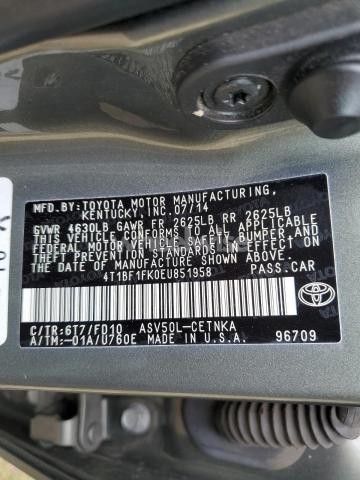 MFD.BY:TOYOTA MOTOR MANUFACTURING,
KENTUCKY, INC. 07/14
GVWR 4630LB GAWR FR 2625LB RR 2625LB
THIS VEHICLE CONFORMS TO ALL APPLICABLE
FEDERAL MOTOR VEHICLE SAFETY, BUMPER, AND
THEFT PREVENTION STANDARDS IN EFFECT ON
THE DATE OF MANUFACTURE SHOWN ABOVE.
4T1BF1FK0EU851958 PASS.CAR
C/TR:6T7/FD10 ASV50L-CETNKA
A/TM:-01A/U760E MADE IN U.S.A. 96709
TOYOTA